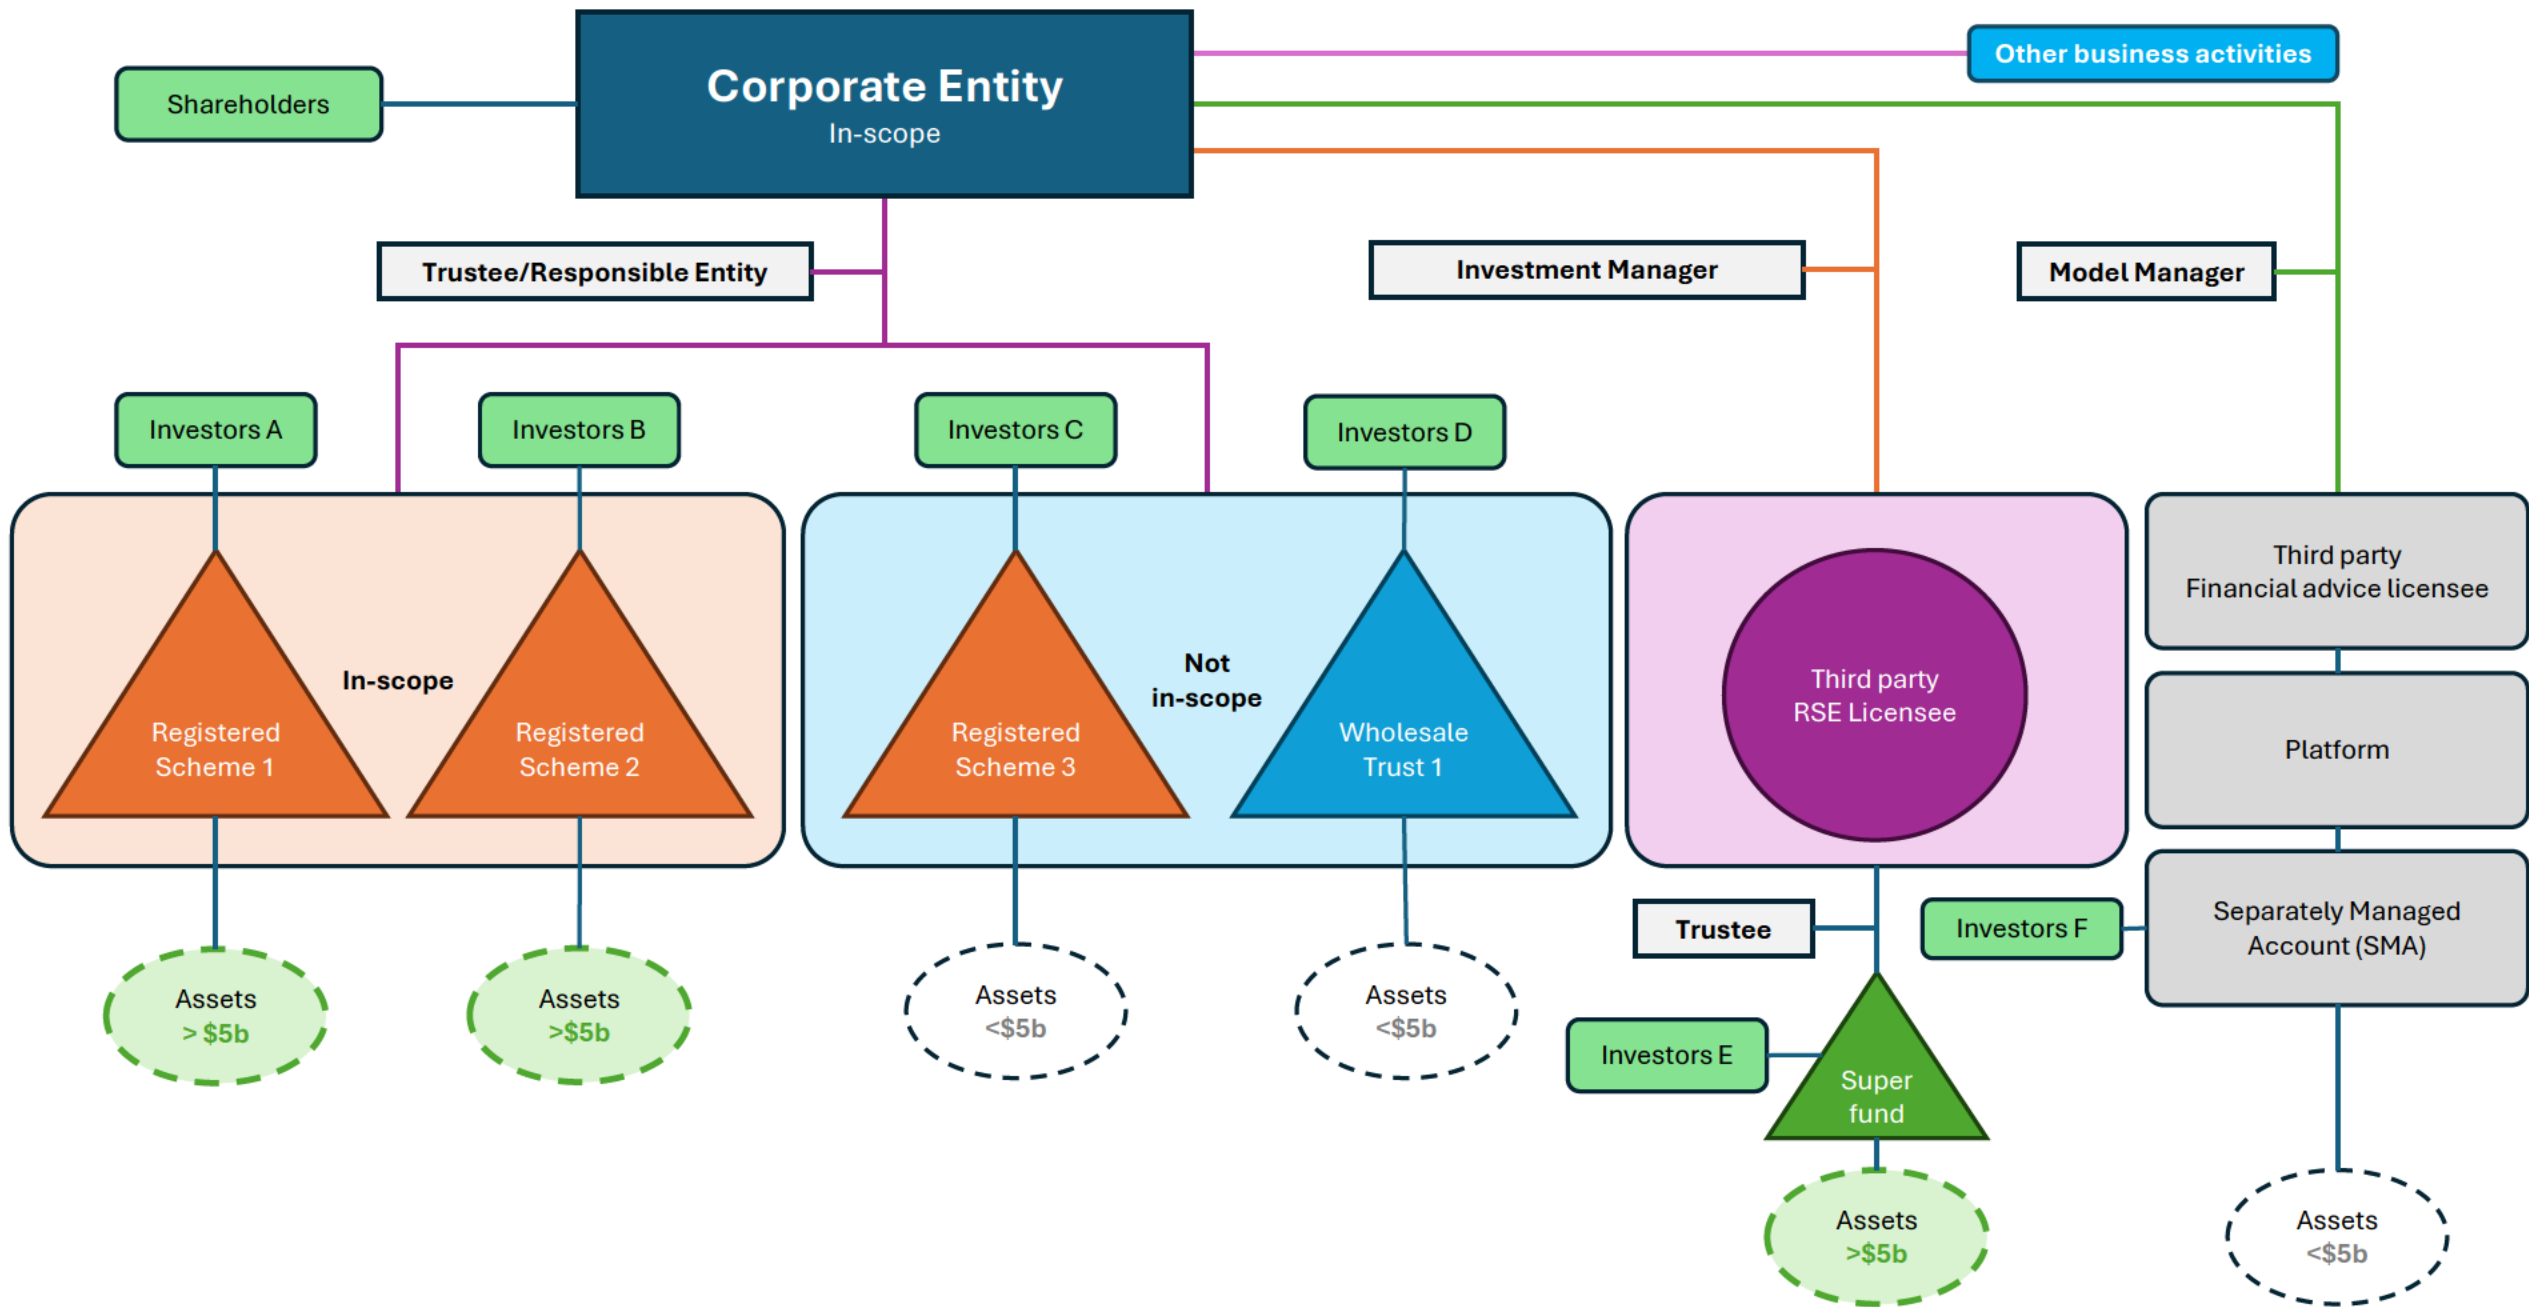 Corporate Entity
In-scope
Other business activities
Shareholders
Trustee/Responsible Entity
Investment Manager
Model Manager
Investors A
Investors B
Investors C
Investors D
Registered
Scheme 1
In-scope
Registered
Scheme 2
Registered
Scheme 3
Not
in-scope
Wholesale
Trust 1
Third party
RSE Licensee
Third party
Financial advice licensee
Platform
Separately Managed
Account (SMA)
Trustee
Investors F
Assets
> $5b
Assets
>$5b
Assets
<$5b
Assets
<$5b
Investors E
Super
fund
Assets
>$5b
Assets
<$5b